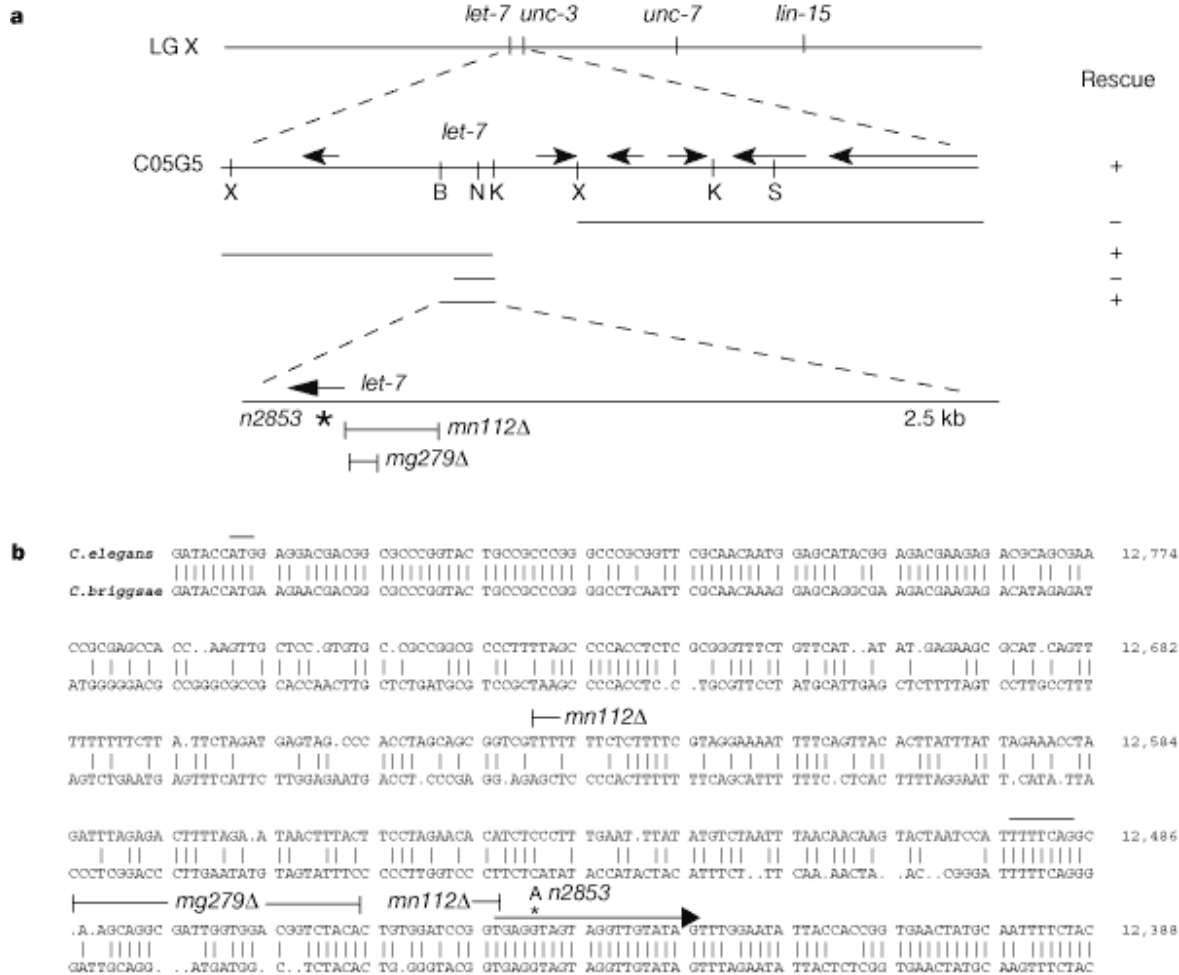 a
let-7 unc-3 unc-7 lin-15
LG X
Rescue
let-7
C05G5 +
X B N K X K S
–
+
–
+
let-7
n2853 * 2.5 kb
mn112Δ
mg279Δ
b
C.elegans GATACCATGG AGGACGACGG CGCCCGGTAC TGCCGCCCGG GCCCGCGGTT CGCAACAATG GAGCATACGG AGACGAAGAG ACGCAGCGAA 12,774
C.briggsae GATACCATGA AGAACGACGG CGCCCGGTAC TGCCGCCCGG GGCCTCAATT CGCAACAAAG GAGCAGGCGA AGACGAAGAG ACATAGAGAT
CCGCGAGCCA CC..AAGTTG CTCC.GTGTG C.CGCCGGCG CCCTTTTAGC CCCACCTCTC GCGGGTTTCT GTTCAT..AT AT.GAGAAGC GCAT.CAGTT 12,682
ATGGGGGACG CCGGGCGCCG CACCAACTTG CTCTGATGCG TCCGCTAAGC CCCACCTC.C .TGCGTTCCT ATGCATTGAG CTCTTTTAGT CCTTGCCTTT
mn112Δ
TTTTTTTCTT A.TTCTAGAT GAGTAG.CCC ACCTAGCAGC GGTCGTTTTT TTCTCTTTTC GTAGGAAAAT TTTCAGTTAC ACTTATTTAT TAGAAACCTA 12,584
AGTCTGAATG AGTTTCATTC TTGGAGAATG ACCT.CCCGA GG.AGAGCTC CCCACTTTTT TTCAGCATTT TTTC.CTCAC TTTTAGGAAT T.CATA.TTA
GATTTAGAGA CTTTTAGA.A TAACTTTACT TCCTAGAACA CATCTCCCTT TGAAT.TTAT ATGTCTAATT TAACAACAAG TACTAATCCA TTTTTCAGGC 12,486
CCCTCGGACC CTTGAATATG TAGTATTTCC CCCTTGGTCC CTTCTCATAT ACCATACTAC ATTTCT..TT CAA.AACTA. .AC..CGGGA TTTTTCAGGG
mg279Δ mn112Δ A n2853
*
.A.AGCAGGC GATTGGTGGA CGGTCTACAC TGTGGATCCG GTGAGGTAGT AGGTTGTATA GTTTGGAATA TTACCACCGG TGAACTATGC AATTTTCTAC 12,388
GATTGCAGG. ..ATGATGG. C..TCTACAC TG.GGGTACG GTGAGGTAGT AGGTTGTATA GTTTAGAATA TTACTCTCGG TGAACTATGC AAGTTTCTAC